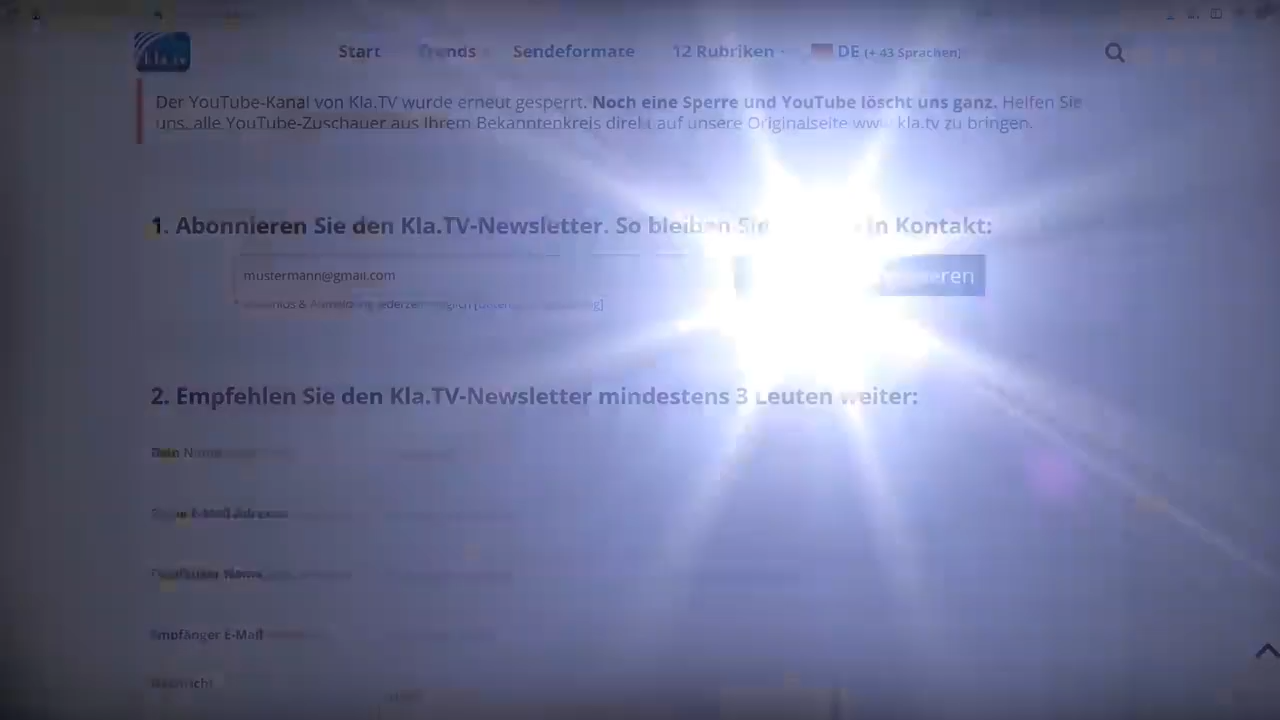 kla.tv
Start Trends Sendeformate 12 Rubriken DE (+ 43 Sprachen)
Der YouTube-Kanal von Kla.TV wurde erneut gesperrt. Noch eine Sperre und YouTube löscht uns ganz. Helfen Sie
uns, alle YouTube-Zuschauer aus Ihrem Bekanntenkreis direkt auf unsere Originalseite www.kla.tv zu bringen.
1. Abonnieren Sie den Kla.TV-Newsletter. So bleiben Sie in Kontakt:
mustermann@gmail.com
2. Empfehlen Sie den Kla.TV-Newsletter mindestens 3 Leuten weiter:
Dein Name
Empfänger E-Mail